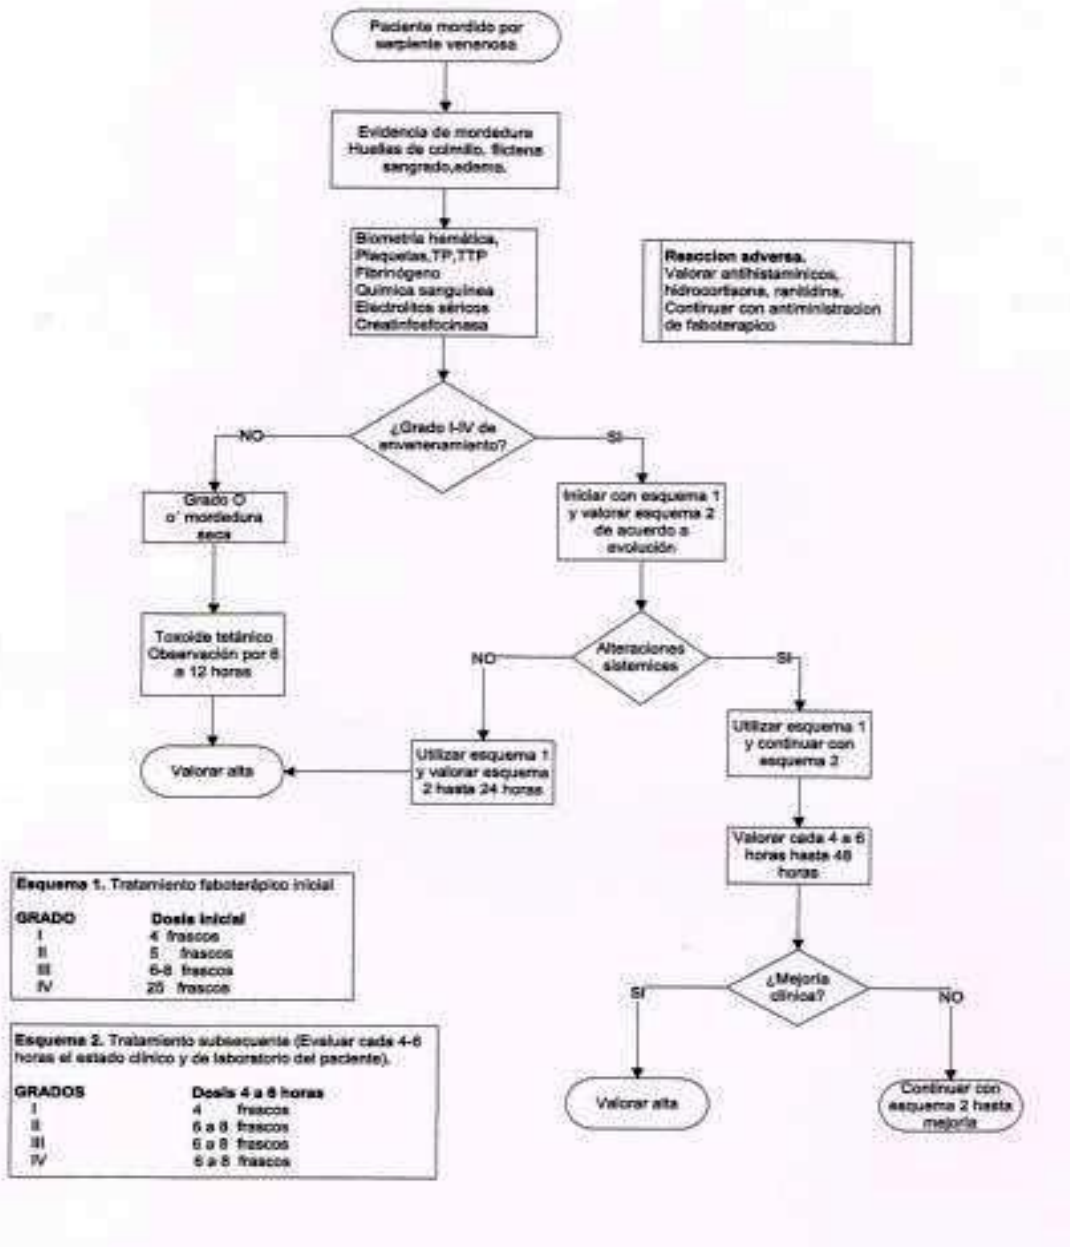 Paciente mordido por
serpiente venenosa
Evidencia de mordedura
Huellas de colmillo, flictena
sangrado,edema.
Biometría hemática,
Plaquetas,TP,TTP
Fibrinógeno
Química sanguínea
Electrolitos séricos
Creatinfosfocinasa
Reaccion adversa.
Valorar antihistamínicos,
hidrocortisona, ranitidina,
Continuar con antiministracion
de faboterapico
¿Grado I-IV de
envenenamiento?
NO
SI
Grado O
o´ mordedura
seca
Iniciar con esquema 1
y valorar esquema 2
de acuerdo a
evolución
Toxoide tetánico
Observación por 6
a 12 horas
Alteraciones
sistemices
NO
SI
Valorar alta
Utilizar esquema 1
y valorar esquema
2 hasta 24 horas
Utilizar esquema 1
y continuar con
esquema 2
Valorar cada 4 a 6
horas hasta 48
horas
¿Mejoría
clínica?
SI
NO
Valorar alta
Continuar con
esquema 2 hasta
mejoría
Esquema 1. Tratamiento faboterápico inicial
GRADO Dosis inicial
I 4 frascos
II 5 frascos
III 6-8 frascos
IV 25 frascos
Esquema 2. Tratamiento subsecuente (Evaluar cada 4-6
horas el estado clínico y de laboratorio del paciente).
GRADOS Dosis 4 a 6 horas
I 4 frascos
II 6 a 8 frascos
III 6 a 8 frascos
IV 6 a 8 frascos